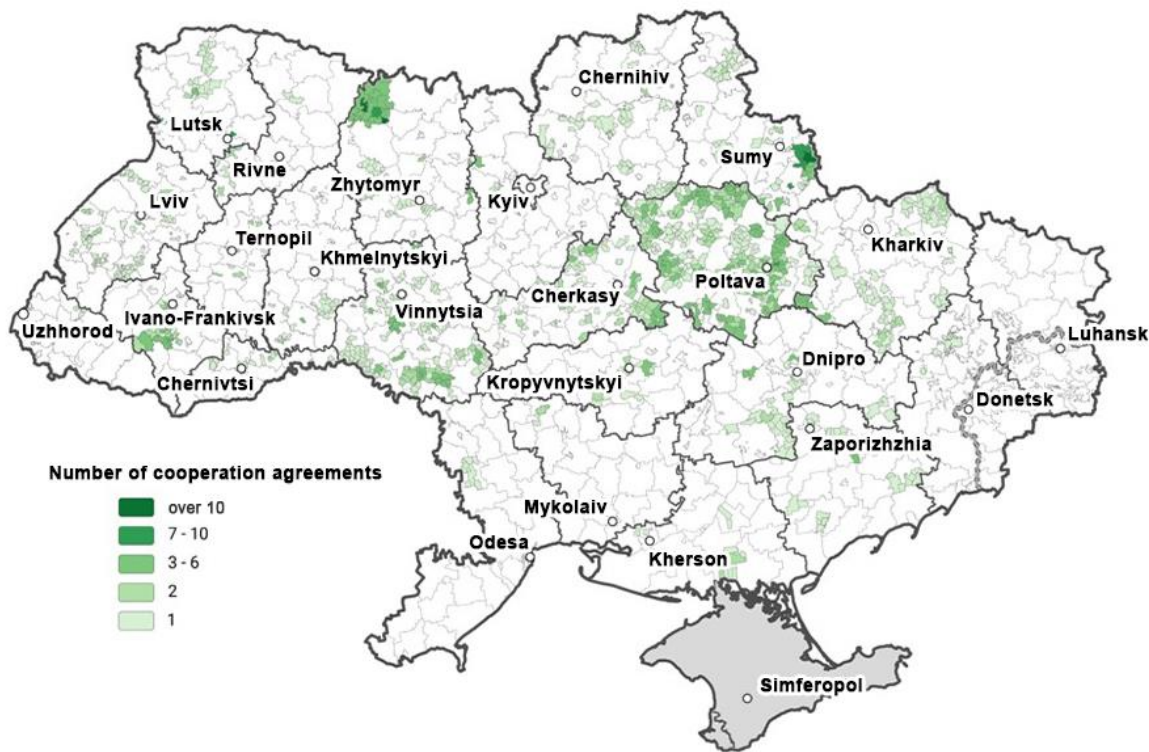 Chernihiv
Lutsk
Sumy
Rivne
Zhytomyr
Kyiv
Lviv
Kharkiv
Ternopil
Khmelnytskyi
Poltava
Cherkasy
Vinnytsia
Ivano-Frankivsk
Uzhhorod
Luhansk
Dnipro
Chernivtsi
Kropyvnytskyi
Donetsk
Zaporizhzhia
Number of cooperation agreements
over 10
7 - 10
3 - 6
2
1
Mykolaiv
Odesa
Kherson
Simferopol